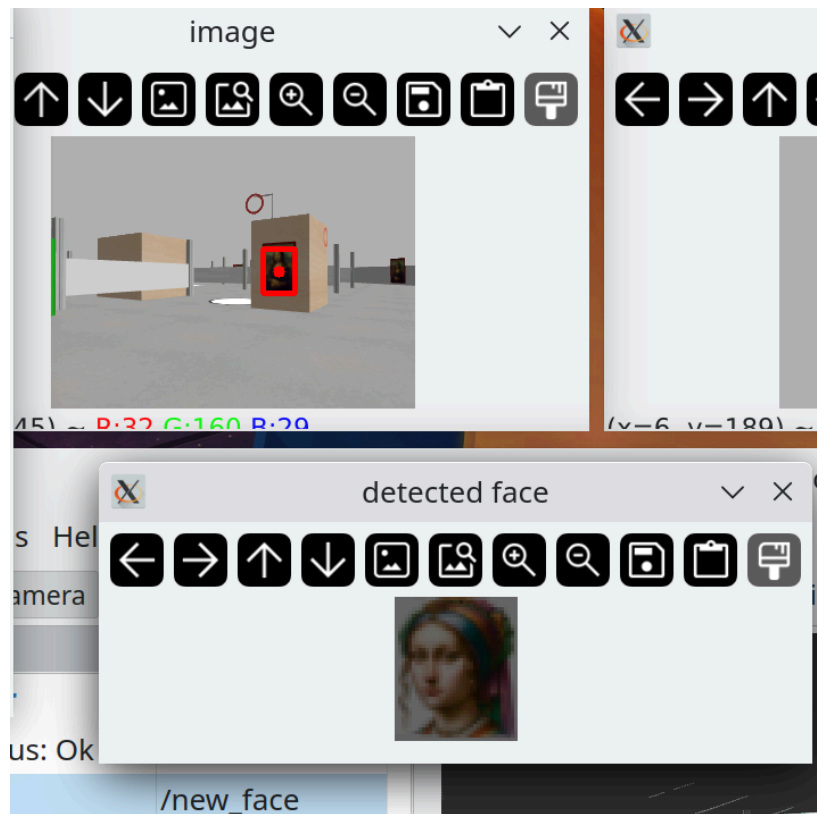 image
45) ~ R:32 G:160 B:29
(x=6, y=189) ~
detected face
s Hel
amera
us: Ok
/new_face